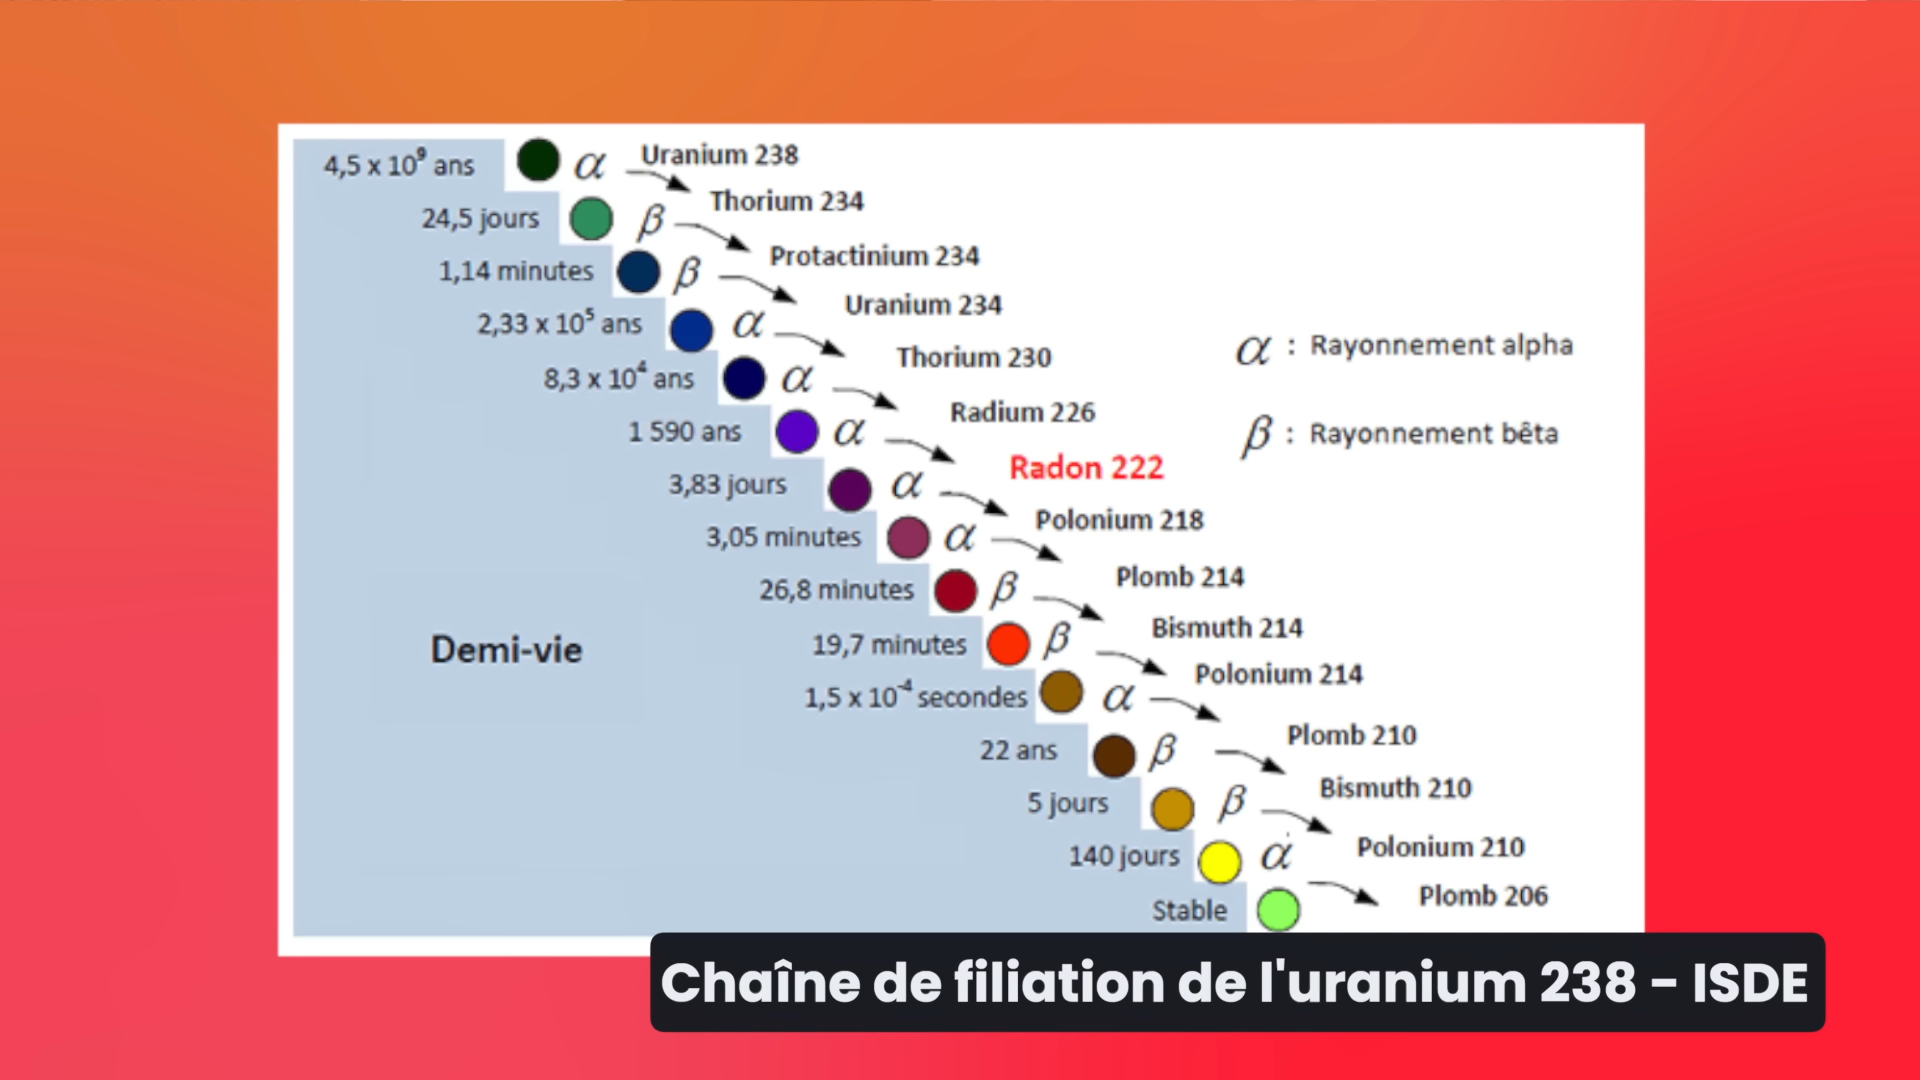 4,5 x 10⁹ ans α Uranium 238
24,5 jours β Thorium 234
1,14 minutes β Protactinium 234
2,33 x 10⁵ ans α Uranium 234
8,3 x 10⁴ ans α Thorium 230
1 590 ans α Radium 226
3,83 jours α Radon 222
3,05 minutes α Polonium 218
26,8 minutes β Plomb 214
19,7 minutes β Bismuth 214
1,5 x 10⁻⁴ secondes α Polonium 214
22 ans β Plomb 210
5 jours β Bismuth 210
140 jours α Polonium 210
Stable Plomb 206
α : Rayonnement alpha
β : Rayonnement bêta
Demi-vie
Chaîne de filiation de l'uranium 238 - ISDE